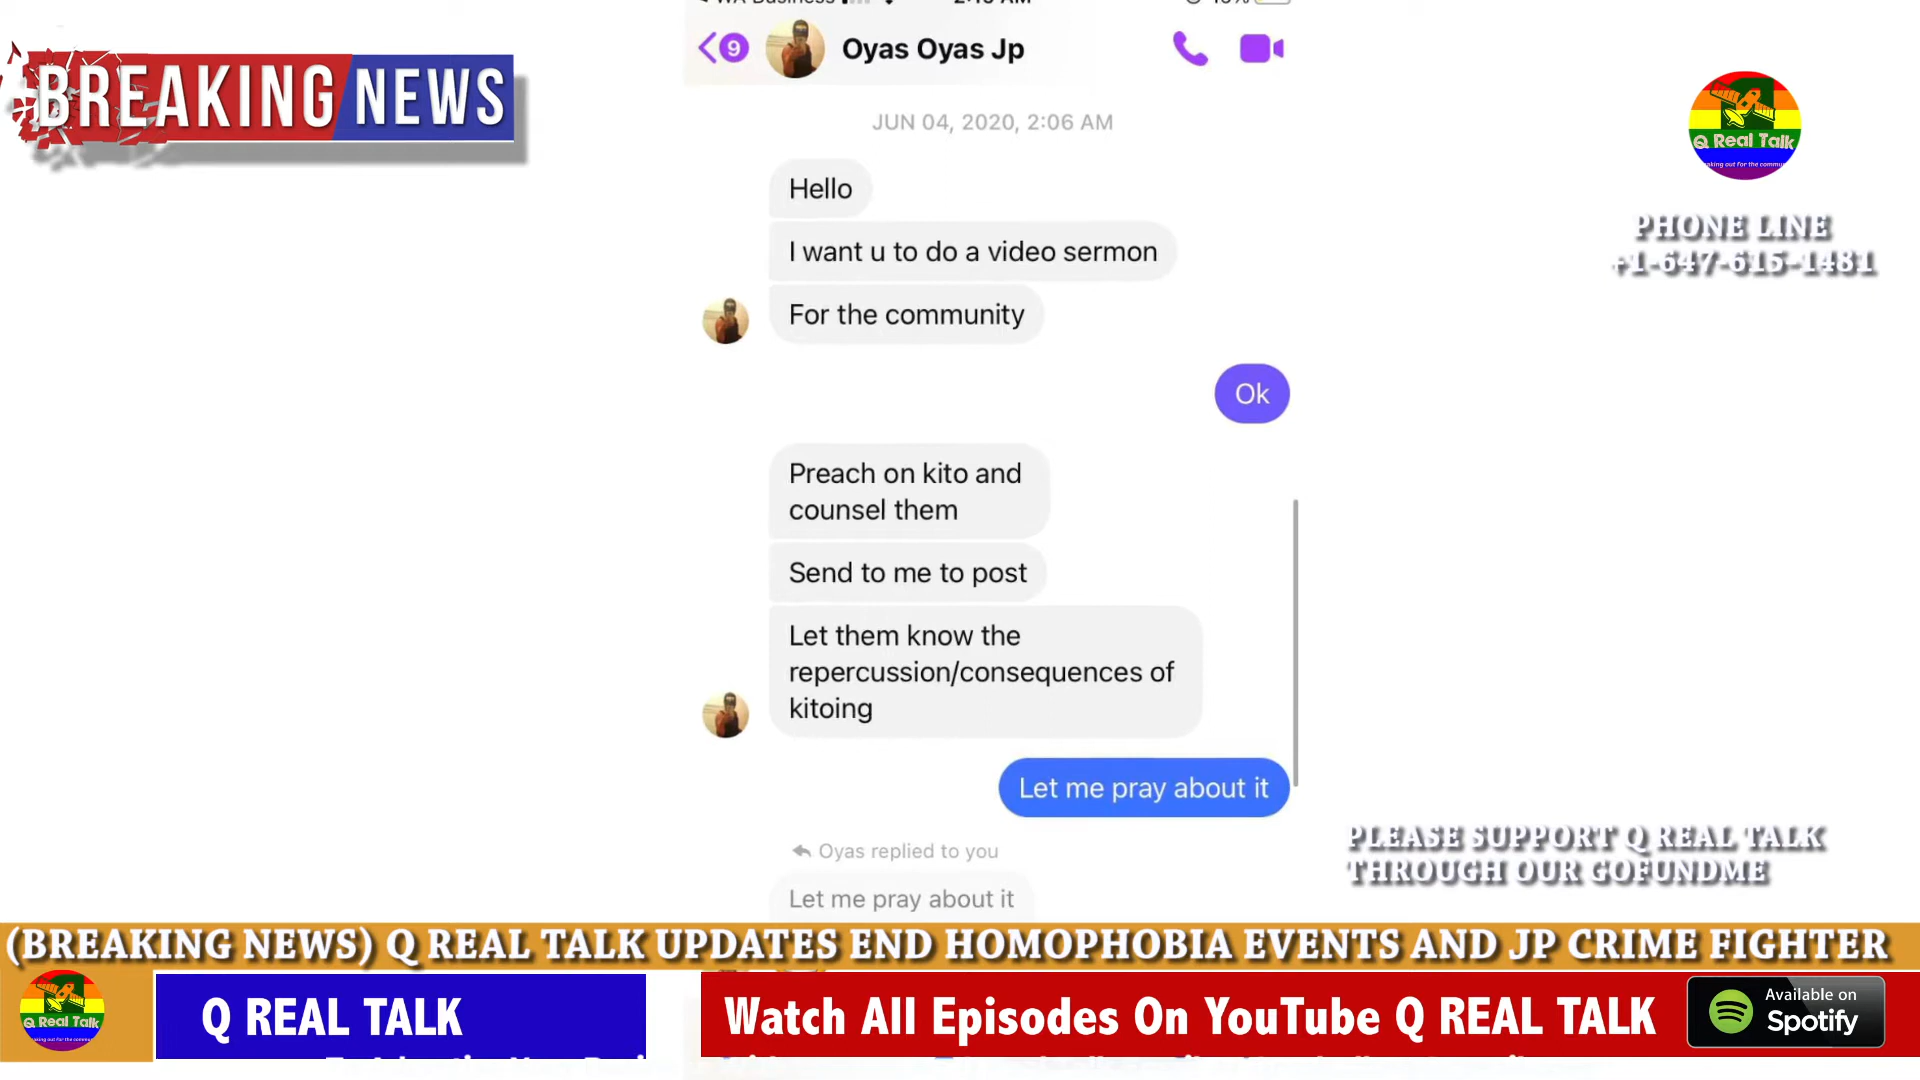 WA Business 2:13 AM
9 Oyas Oyas Jp
BREAKING NEWS
JUN 04, 2020, 2:06 AM
Q Real Talk
Hello
I want u to do a video sermon
For the community
PHONE LINE
+1-647-615-1481
Ok
Preach on kito and
counsel them
Send to me to post
Let them know the
repercussion/consequences of
kitoing
Let me pray about it
Oyas replied to you
Let me pray about it
PLEASE SUPPORT Q REAL TALK
THROUGH OUR GOFUNDME
(BREAKING NEWS) Q REAL TALK UPDATES END HOMOPHOBIA EVENTS AND JP CRIME FIGHTER
Q Real Talk
Q REAL TALK
Watch All Episodes On YouTube Q REAL TALK
Available on
Spotify